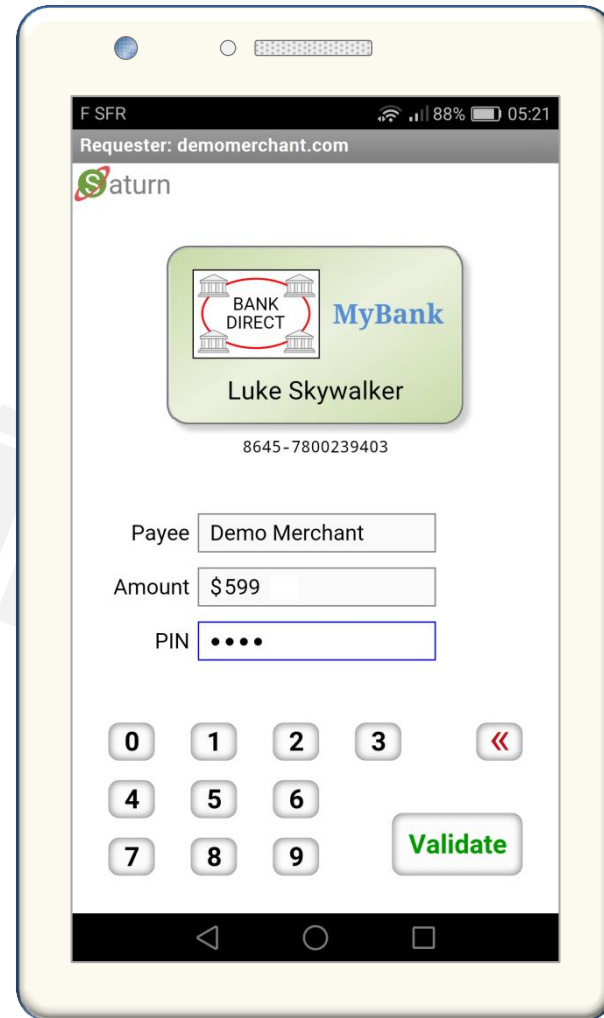 F SFR 88% 05:21
Requester: demomerchant.com
Saturn
BANK
DIRECT
MyBank
Luke Skywalker
8645-7800239403
Payee Demo Merchant
Amount $599
PIN ••••
0 1 2 3 «
4 5 6
7 8 9 Validate